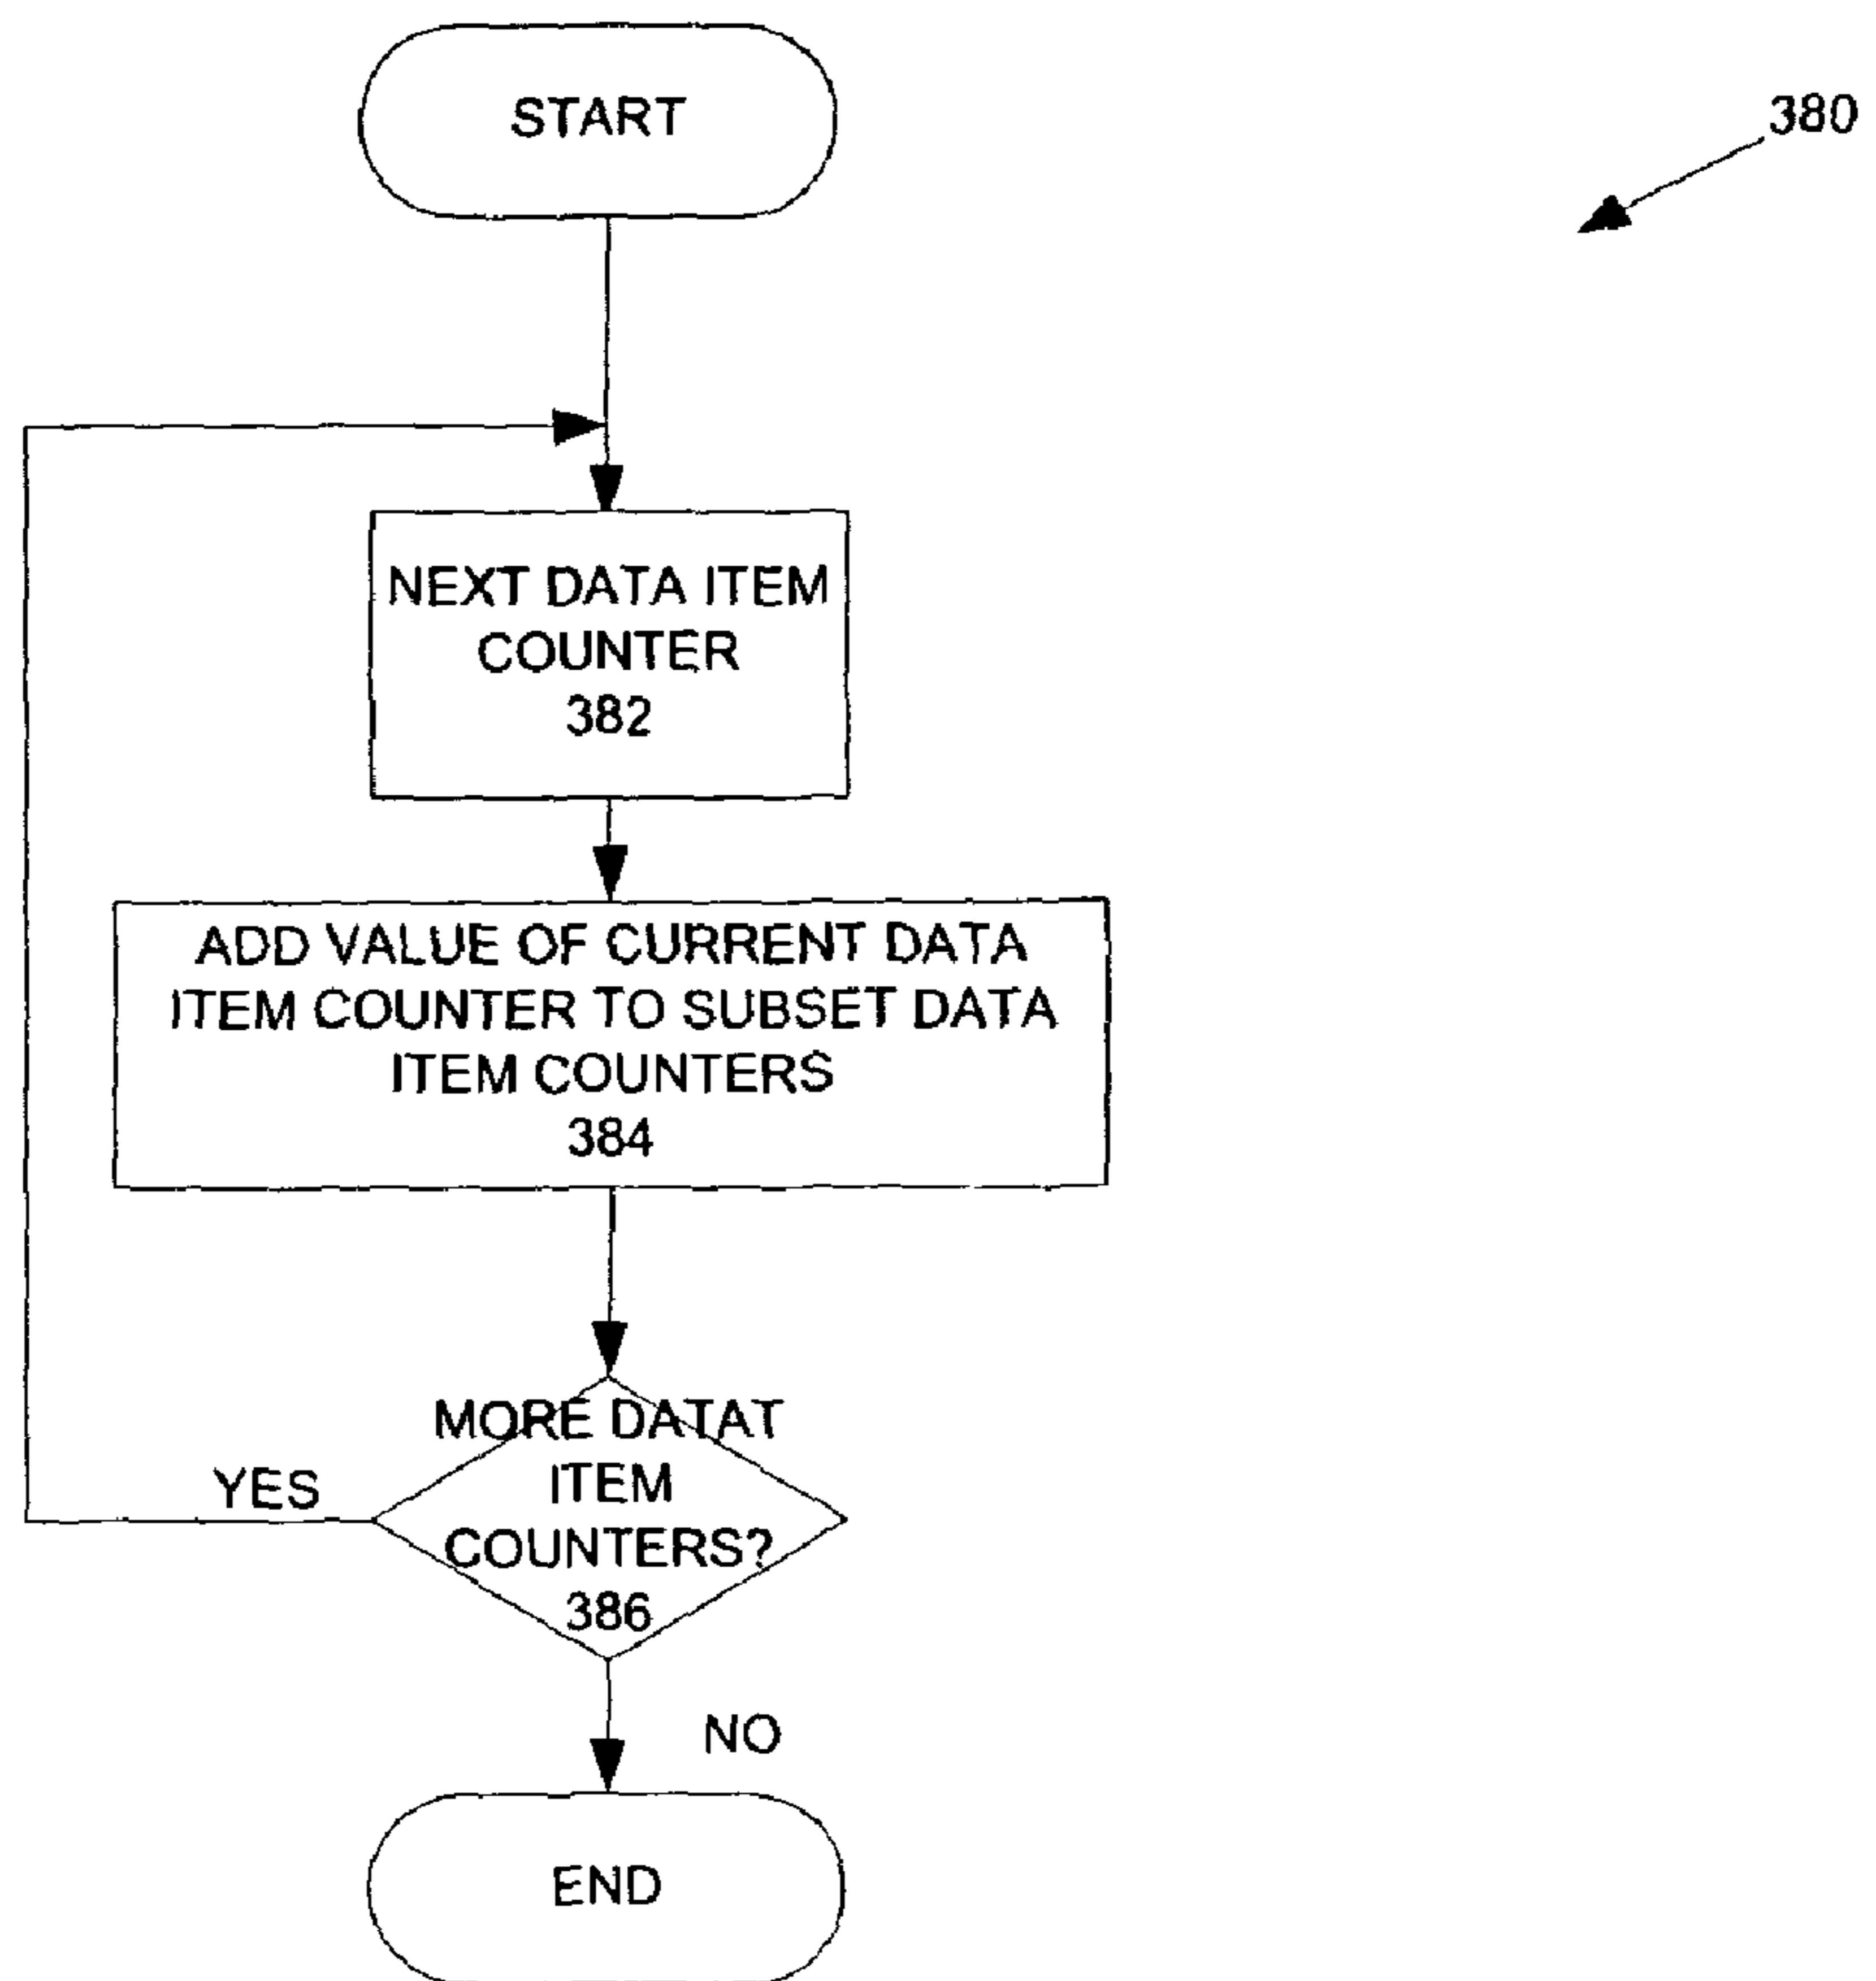 START
380
NEXT DATA ITEM
COUNTER
382
ADD VALUE OF CURRENT DATA
ITEM COUNTER TO SUBSET DATA
ITEM COUNTERS
384
MORE DATAT
ITEM
COUNTERS?
386
YES
NO
END